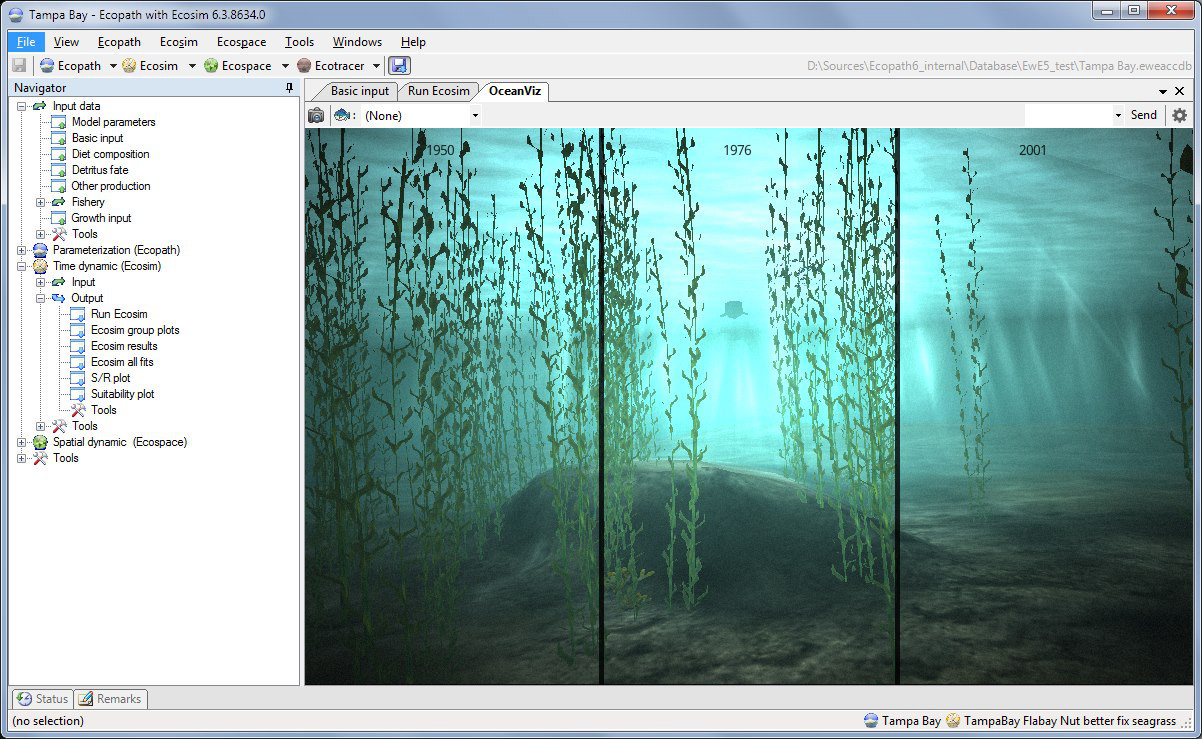 Tampa Bay - Ecopath with Ecosim 6.3.8634.0
File View Ecopath Ecosim Ecospace Tools Windows Help
Ecopath Ecosim Ecospace Ecotracer D:\Sources\Ecopath6_internal\Database\EwE5_test\Tampa Bay.eweaccdb
Navigator
Input data
Model parameters
Basic input
Diet composition
Detritus fate
Other production
Fishery
Growth input
Tools
Parameterization (Ecopath)
Time dynamic (Ecosim)
Input
Output
Run Ecosim
Ecosim group plots
Ecosim results
Ecosim all fits
S/R plot
Suitability plot
Tools
Tools
Spatial dynamic (Ecospace)
Tools
Basic input Run Ecosim OceanViz
: (None) Send
1950 1976 2001
Status Remarks
(no selection) Tampa Bay TampaBay Flabay Nut better fix seagrass